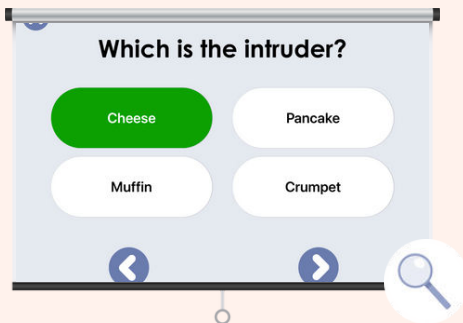 Which is the intruder?
Cheese
Pancake
Muffin
Crumpet